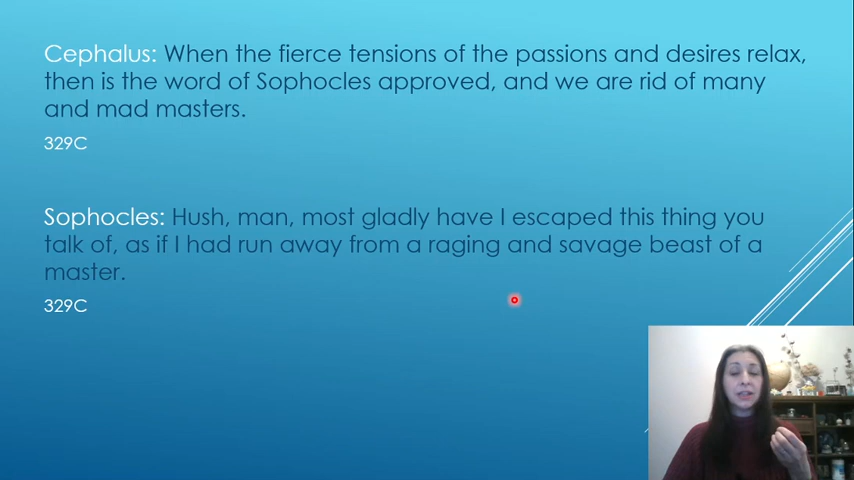 Cephalus: When the fierce tensions of the passions and desires relax,
then is the word of Sophocles approved, and we are rid of many
and mad masters.
329C
Sophocles: Hush, man, most gladly have I escaped this thing you
talk of, as if I had run away from a raging and savage beast of a
master.
329C